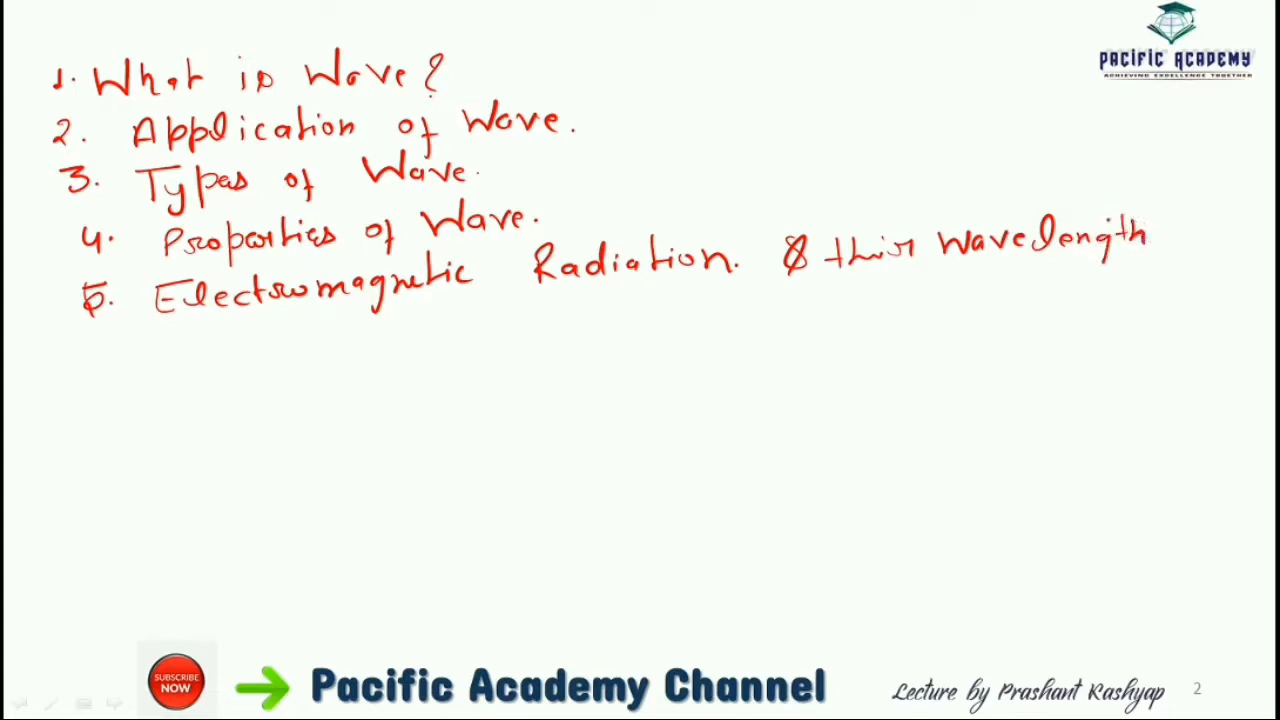 PACIFIC ACADEMY
ACHIEVING EXCELLENCE TOGETHER
1. What is Wave?
2. Application of Wave.
3. Types of Wave.
4. Properties of Wave.
5. Electromagnetic Radiation. & thir wavelength
SUBSCRIBE
NOW
Pacific Academy Channel
Lecture by Prashant Kashyap
2